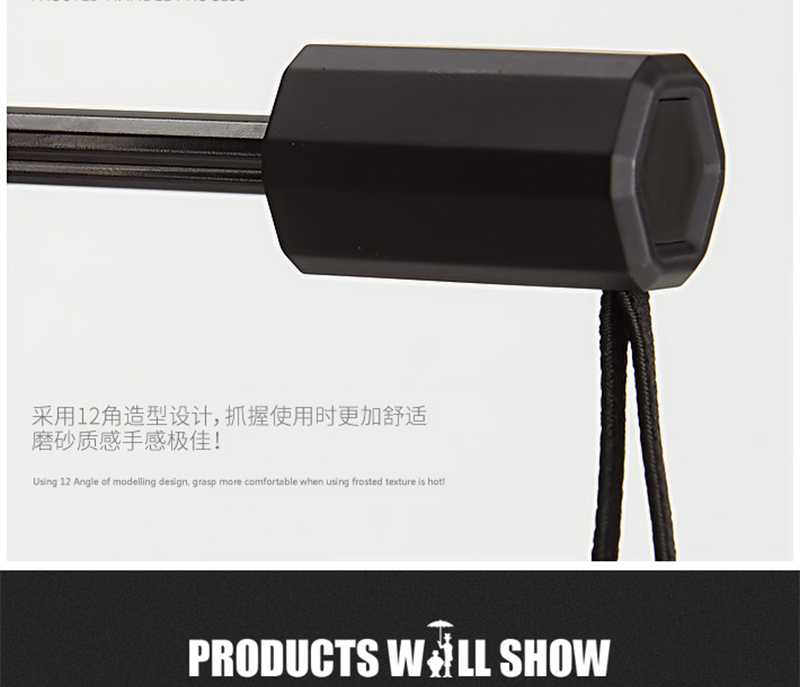 采用12角造型设计，抓握使用时更加舒适
磨砂质感手感极佳！
Using 12 Angle of modelling design, grasp more comfortable when using frosted texture is hot!
PRODUCTS WILL SHOW